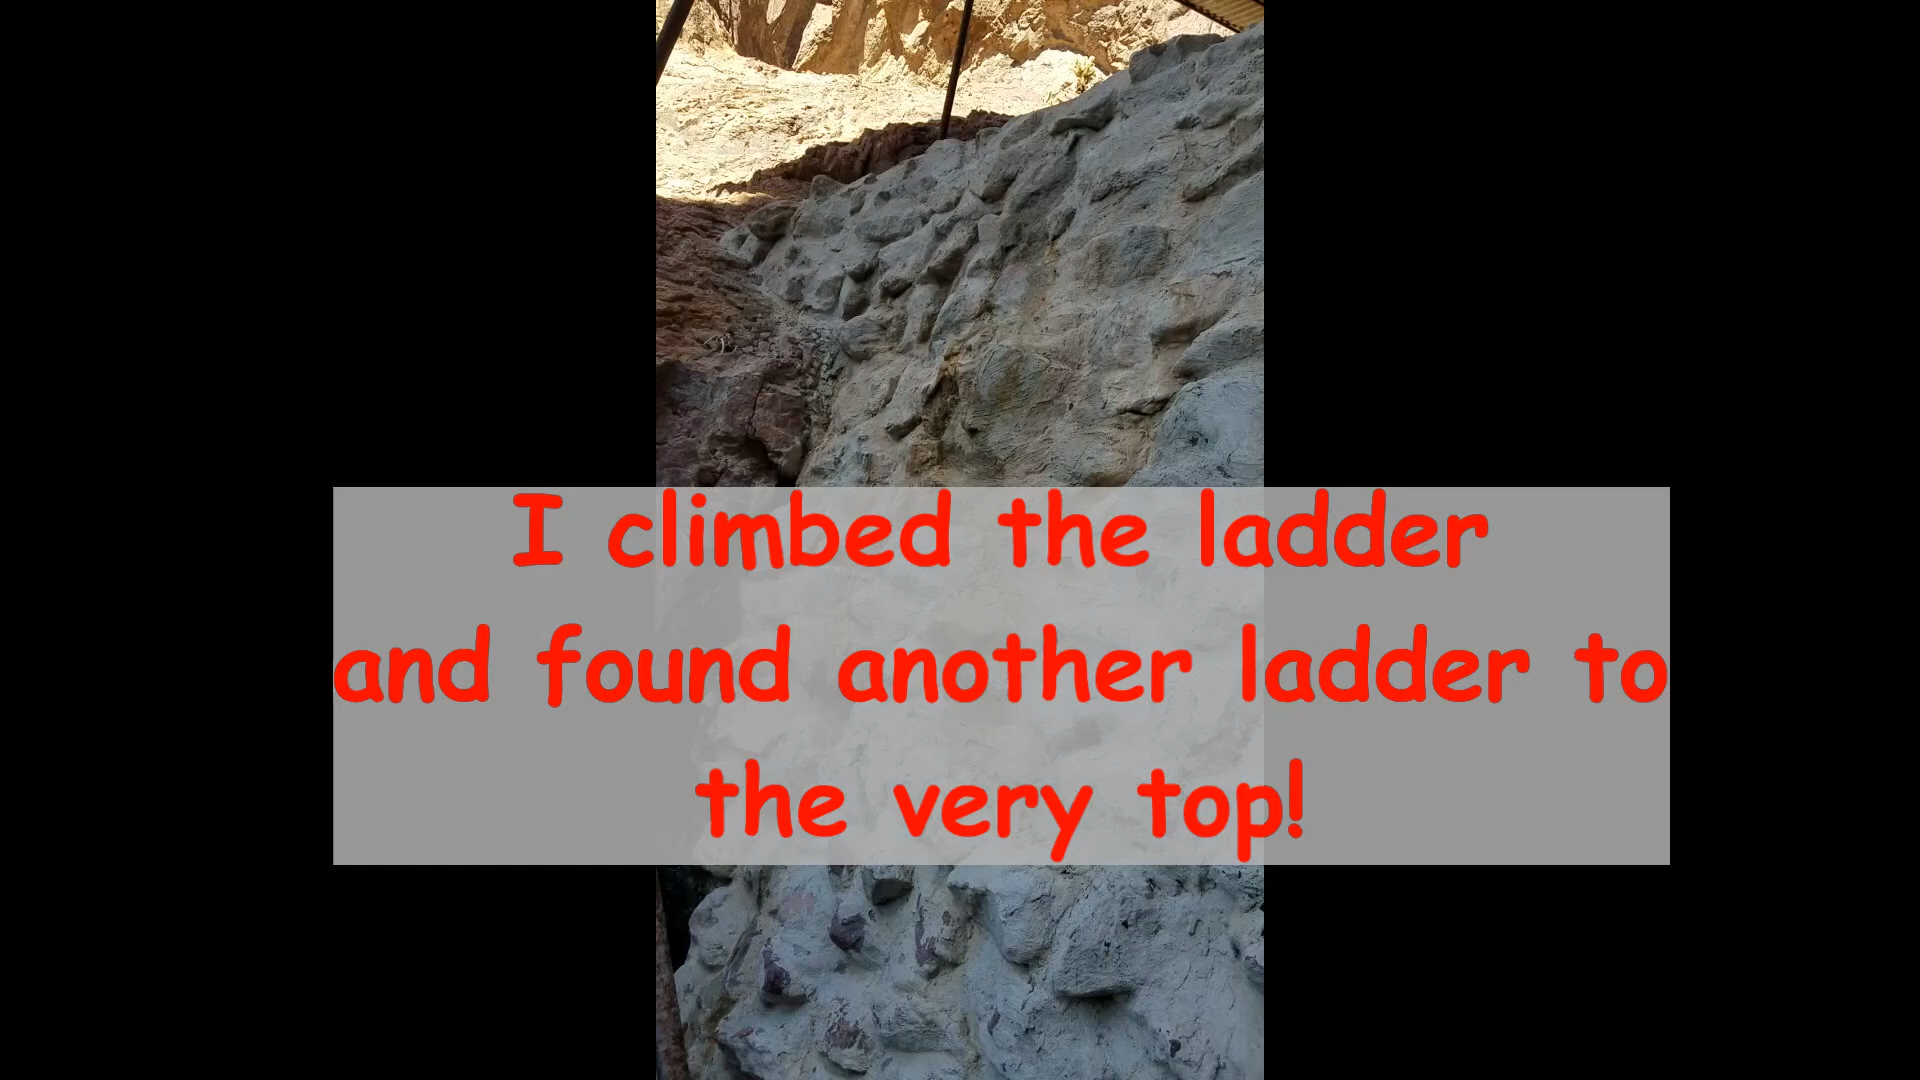 I climbed the ladder
and found another ladder to
the very top!